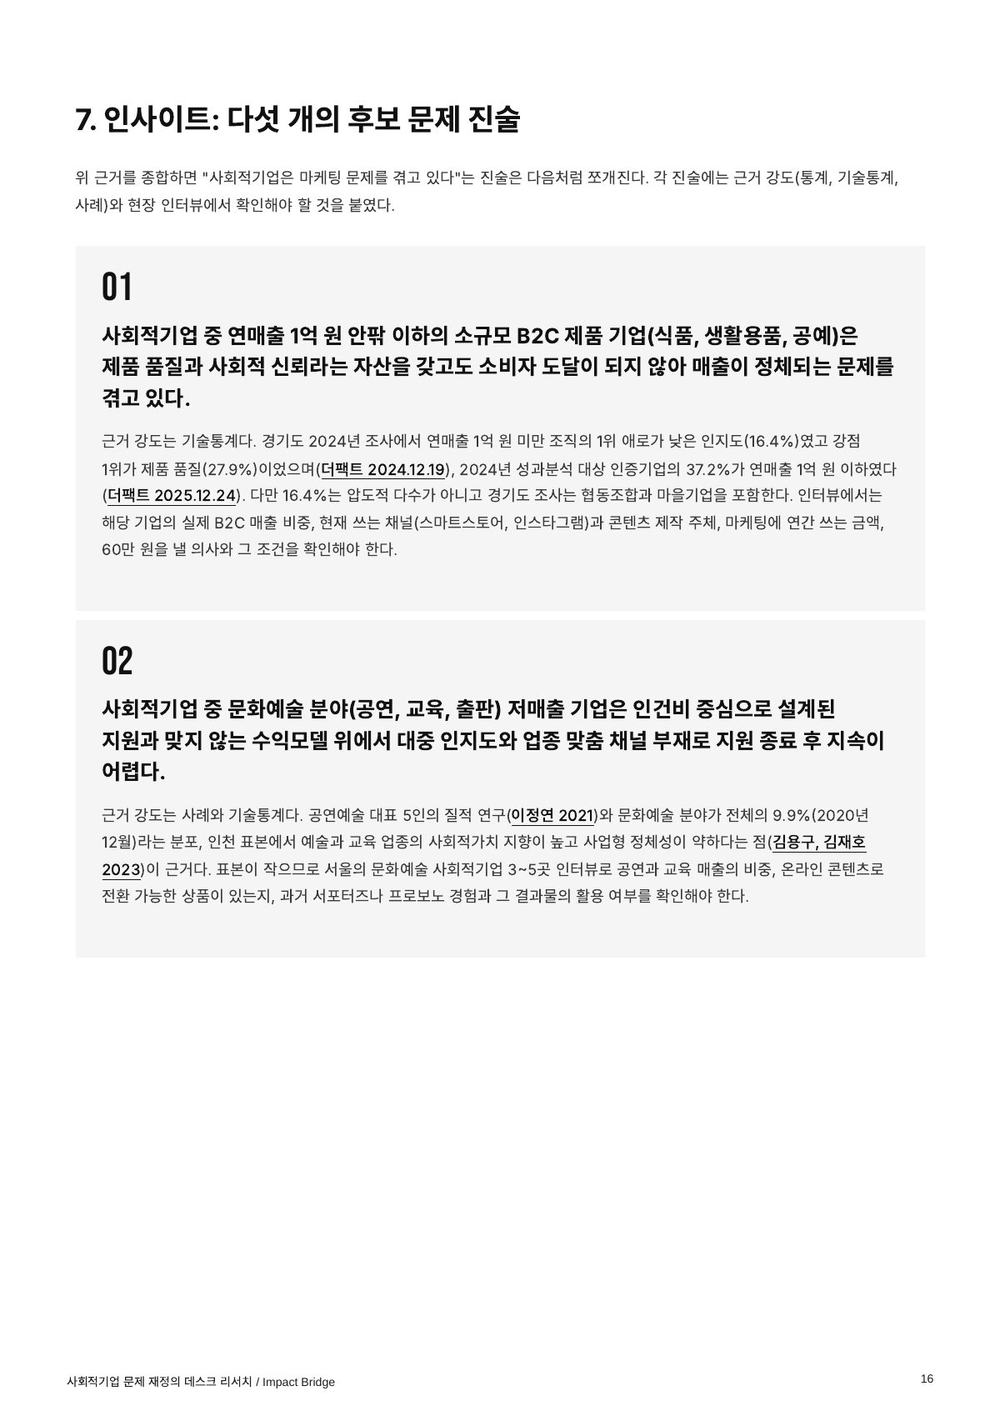 7. 인사이트: 다섯 개의 후보 문제 진술
위 근거를 종합하면 "사회적기업은 마케팅 문제를 겪고 있다"는 진술은 다음처럼 쪼개진다. 각 진술에는 근거 강도(통계, 기술통계,
사례)와 현장 인터뷰에서 확인해야 할 것을 붙였다.
01
사회적기업 중 연매출 1억 원 안팎 이하의 소규모 B2C 제품 기업(식품, 생활용품, 공예)은
제품 품질과 사회적 신뢰라는 자산을 갖고도 소비자 도달이 되지 않아 매출이 정체되는 문제를
겪고 있다.
근거 강도는 기술통계다. 경기도 2024년 조사에서 연매출 1억 원 미만 조직의 1위 애로가 낮은 인지도(16.4%)였고 강점
1위가 제품 품질(27.9%)이었으며(더팩트 2024.12.19), 2024년 성과분석 대상 인증기업의 37.2%가 연매출 1억 원 이하였다
(더팩트 2025.12.24). 다만 16.4%는 압도적 다수가 아니고 경기도 조사는 협동조합과 마을기업을 포함한다. 인터뷰에서는
해당 기업의 실제 B2C 매출 비중, 현재 쓰는 채널(스마트스토어, 인스타그램)과 콘텐츠 제작 주체, 마케팅에 연간 쓰는 금액,
60만 원을 낼 의사와 그 조건을 확인해야 한다.
02
사회적기업 중 문화예술 분야(공연, 교육, 출판) 저매출 기업은 인건비 중심으로 설계된
지원과 맞지 않는 수익모델 위에서 대중 인지도와 업종 맞춤 채널 부재로 지원 종료 후 지속이
어렵다.
근거 강도는 사례와 기술통계다. 공연예술 대표 5인의 질적 연구(이정연 2021)와 문화예술 분야가 전체의 9.9%(2020년
12월)라는 분포, 인천 표본에서 예술과 교육 업종의 사회적가치 지향이 높고 사업형 정체성이 약하다는 점(김용구, 김재호
2023)이 근거다. 표본이 작으므로 서울의 문화예술 사회적기업 3~5곳 인터뷰로 공연과 교육 매출의 비중, 온라인 콘텐츠로
전환 가능한 상품이 있는지, 과거 서포터즈나 프로보노 경험과 그 결과물의 활용 여부를 확인해야 한다.
사회적기업 문제 재정의 데스크 리서치 / Impact Bridge
16